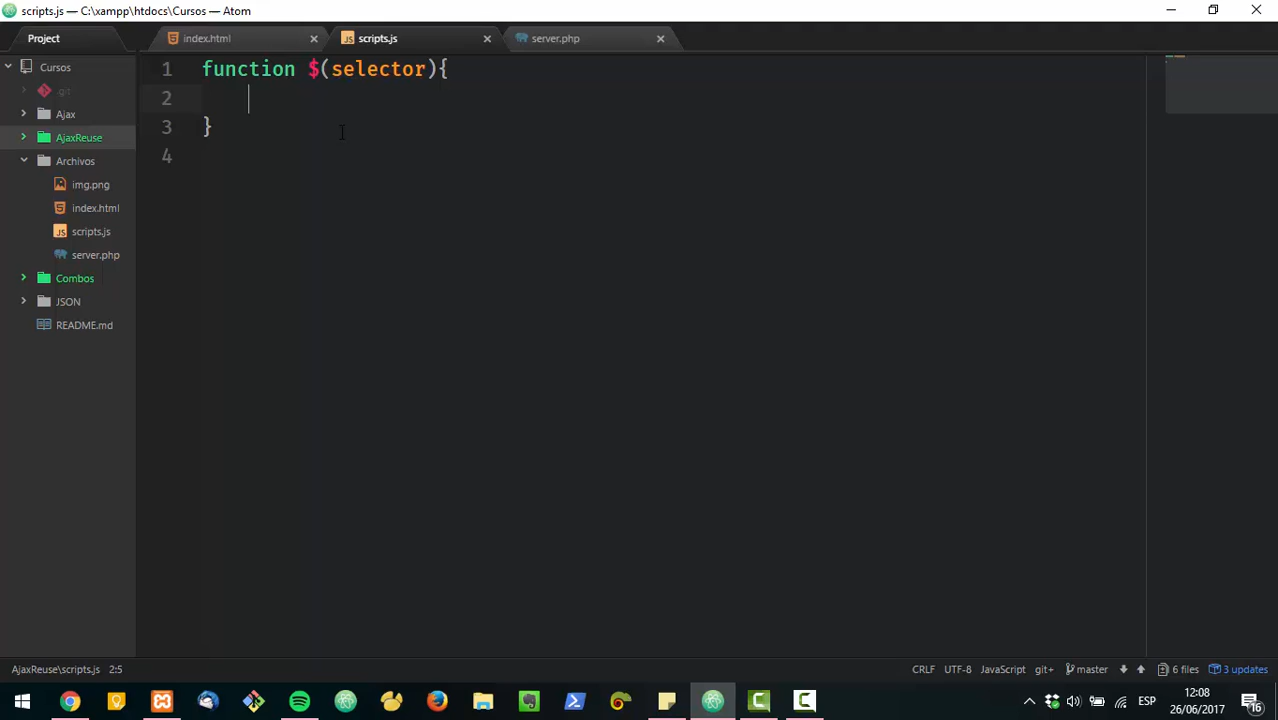 scripts.js — C:\xampp\htdocs\Cursos — Atom
Project
index.html
scripts.js
server.php
Cursos
.git
Ajax
AjaxReuse
Archivos
img.png
index.html
scripts.js
server.php
Combos
JSON
README.md
1 function $(selector){
2
3 }
4
AjaxReuse\scripts.js 2:5
CRLF UTF-8 JavaScript git+ master 6 files 3 updates
ESP
12:08
26/06/2017
16